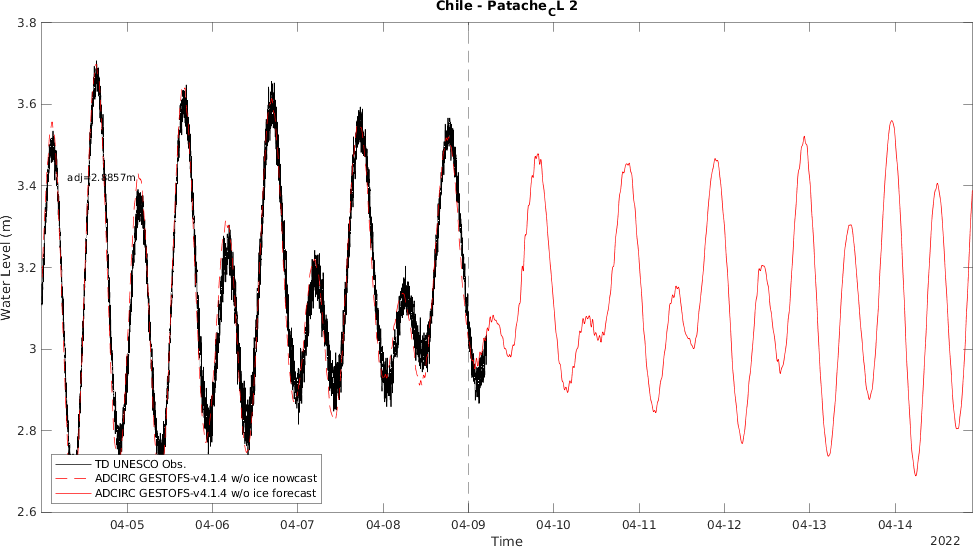 Chile - Patache_CL 2
3.8
3.6
3.4
3.2
3
2.8
2.6
Water Level (m)
adj=2.8857m
TD UNESCO Obs.
ADCIRC GESTOFS-v4.1.4 w/o ice nowcast
ADCIRC GESTOFS-v4.1.4 w/o ice forecast
04-05 04-06 04-07 04-08 04-09 04-10 04-11 04-12 04-13 04-14
Time
2022